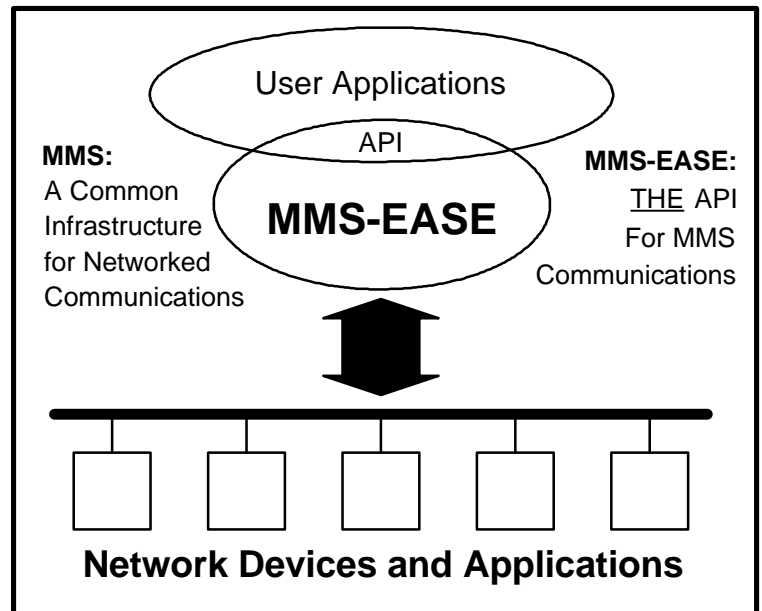 User Applications
API
MMS-EASE
MMS:
A Common
Infrastructure
for Networked
Communications
MMS-EASE:
THE API
For MMS
Communications
Network Devices and Applications